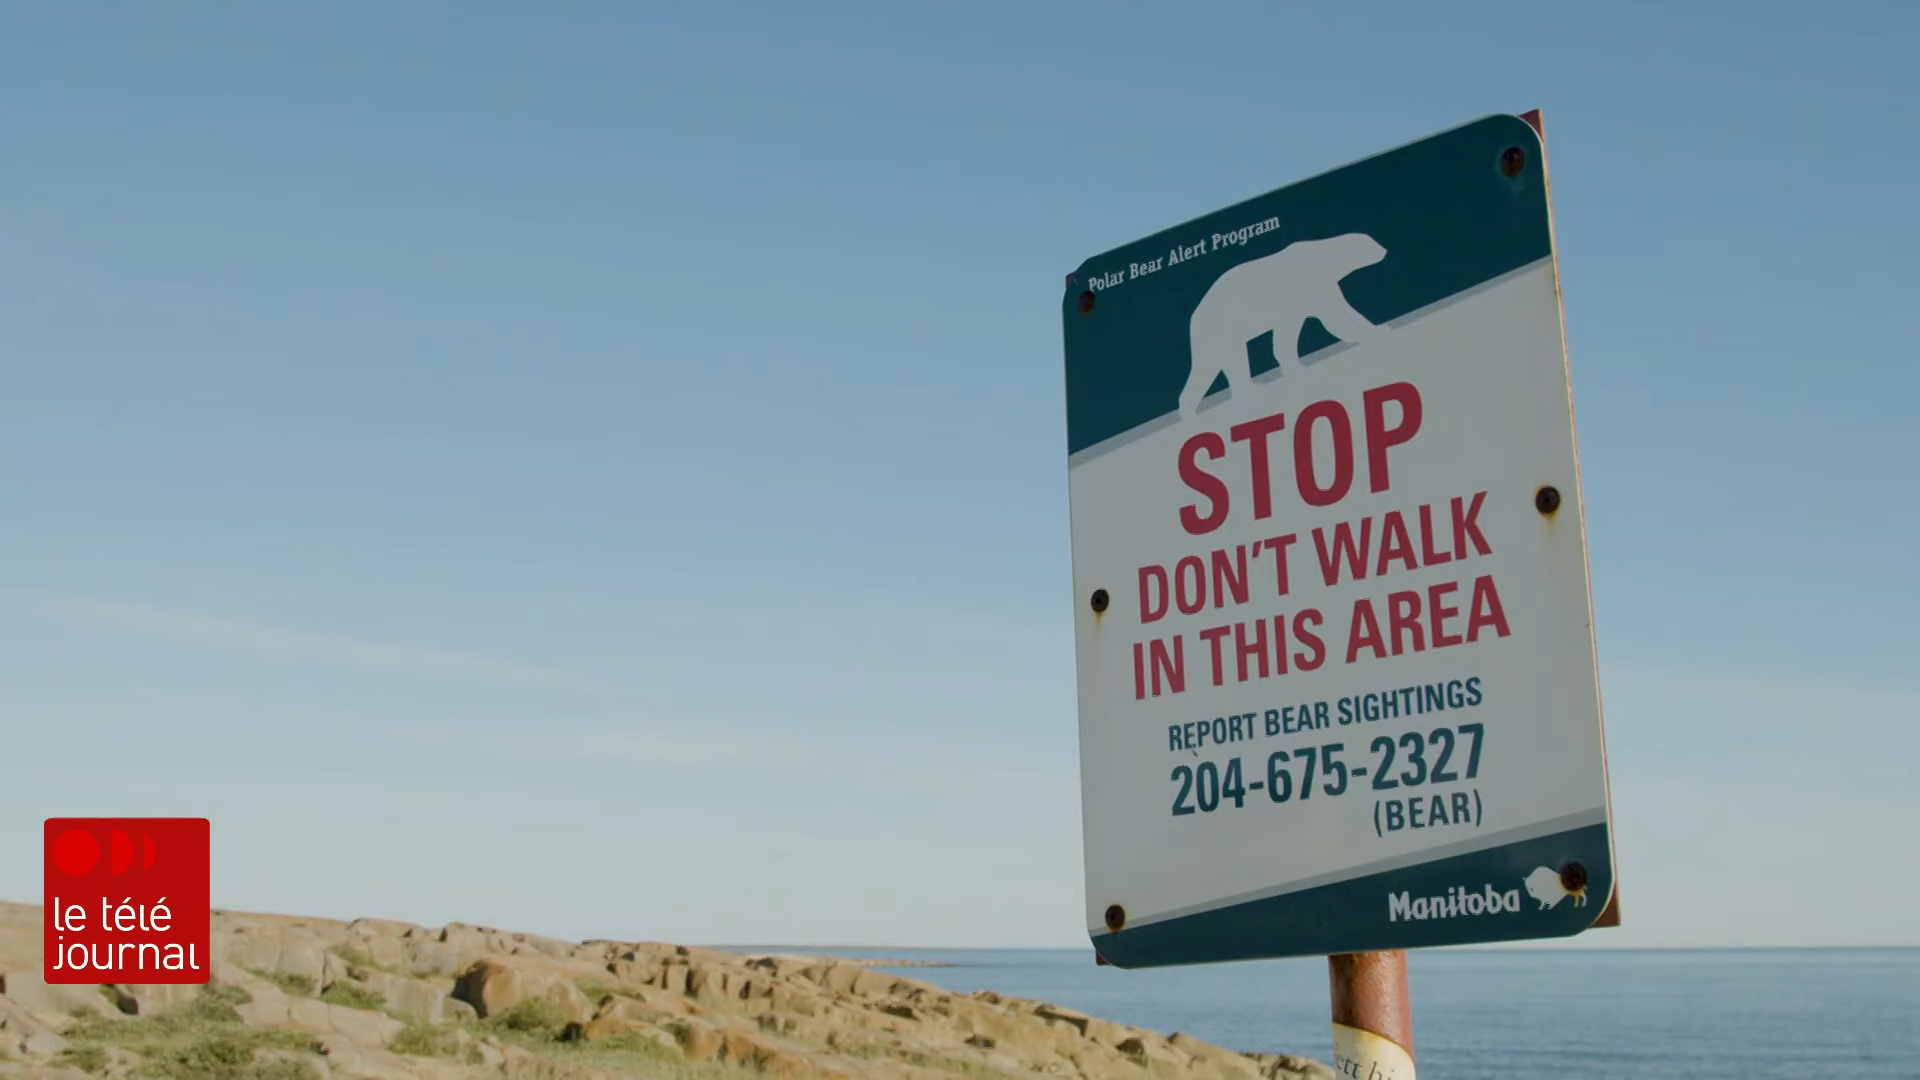 Polar Bear Alert Program
STOP
DON'T WALK
IN THIS AREA
REPORT BEAR SIGHTINGS
204-675-2327
(BEAR)
Manitoba
le télé
journal